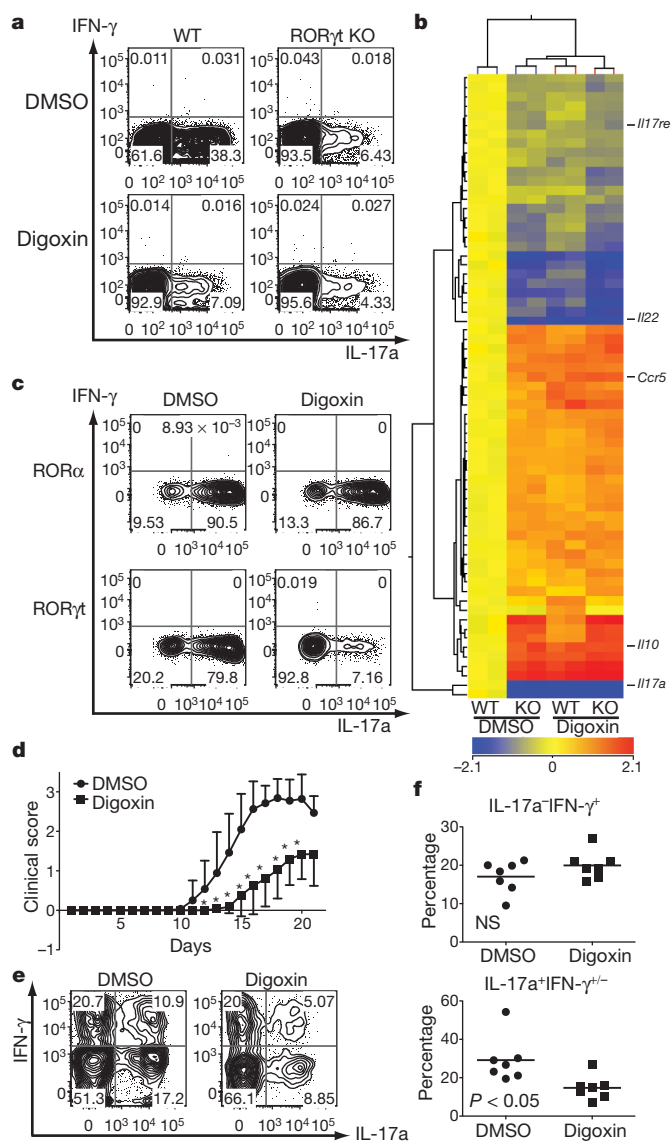 a
IFN-γ
WT
RORγt KO
DMSO
10⁵
10⁴
10³
10²
0
0.011
0.031
61.6
38.3
0.043
0.018
93.5
6.43
0 10² 10³ 10⁴ 10⁵
0 10² 10³ 10⁴ 10⁵
Digoxin
10⁵
10⁴
10³
10²
0
0.014
0.016
92.9
7.09
0.024
0.027
95.6
4.33
0 10² 10³ 10⁴ 10⁵
0 10² 10³ 10⁴ 10⁵
IL-17a
b
Il17re
Il22
Ccr5
Il10
Il17a
WT KO WT KO
DMSO Digoxin
−2.1 0 2.1
c
IFN-γ
DMSO
Digoxin
RORα
10⁵
10⁴
10³
0
0
8.93 × 10⁻³
9.53
90.5
0
0
13.3
86.7
0 10³ 10⁴ 10⁵
0 10³ 10⁴ 10⁵
RORγt
10⁵
10⁴
10³
0
0
0
20.2
79.8
0.019
0
92.8
7.16
0 10³ 10⁴ 10⁵
0 10³ 10⁴ 10⁵
IL-17a
d
DMSO
Digoxin
Clinical score
3
2
1
0
−1
* * * * * * * * *
5 10 15 20
Days
e
DMSO
Digoxin
IFN-γ
10⁵
10⁴
10³
0
20.7
10.9
51.3
17.2
20
5.07
66.1
8.85
0 10³ 10⁴ 10⁵
0 10³ 10⁴ 10⁵
IL-17a
f
IL-17a⁻IFN-γ⁺
Percentage
30
20
10
0
NS
DMSO Digoxin
IL-17a⁺IFN-γ⁺/⁻
Percentage
60
40
20
0
P < 0.05
DMSO Digoxin